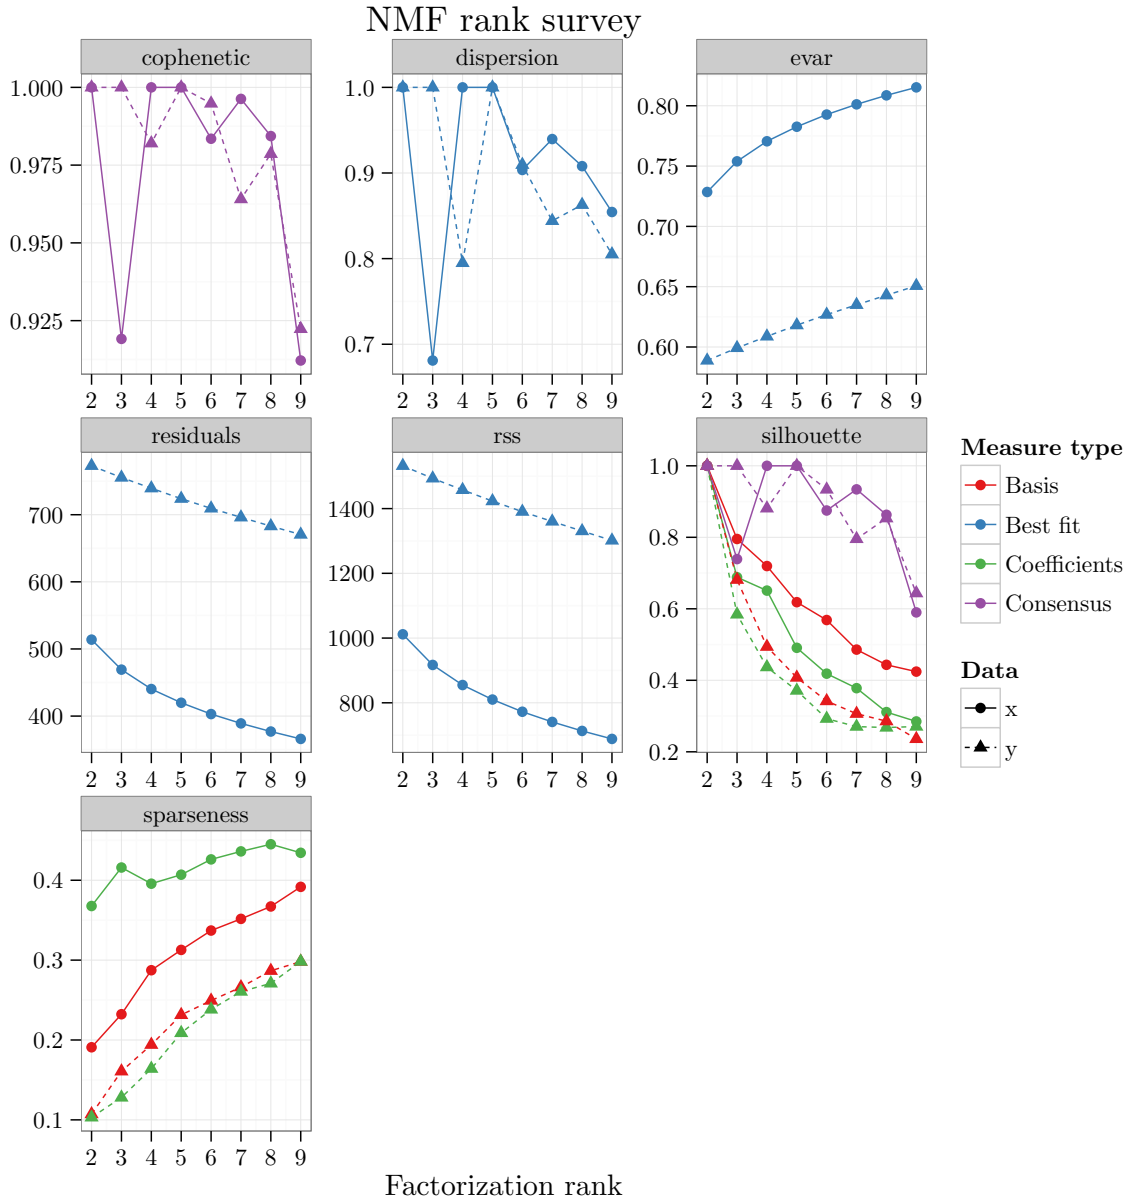 NMF rank survey
cophenetic
dispersion
evar
1.000
0.975
0.950
0.925
1.0
0.9
0.8
0.7
0.80
0.75
0.70
0.65
0.60
2 3 4 5 6 7 8 9
2 3 4 5 6 7 8 9
2 3 4 5 6 7 8 9
residuals
rss
silhouette
700
600
500
400
1400
1200
1000
800
1.0
0.8
0.6
0.4
0.2
2 3 4 5 6 7 8 9
2 3 4 5 6 7 8 9
2 3 4 5 6 7 8 9
Measure type
Basis
Best fit
Coefficients
Consensus
Data
x
y
sparseness
0.4
0.3
0.2
0.1
2 3 4 5 6 7 8 9
Factorization rank